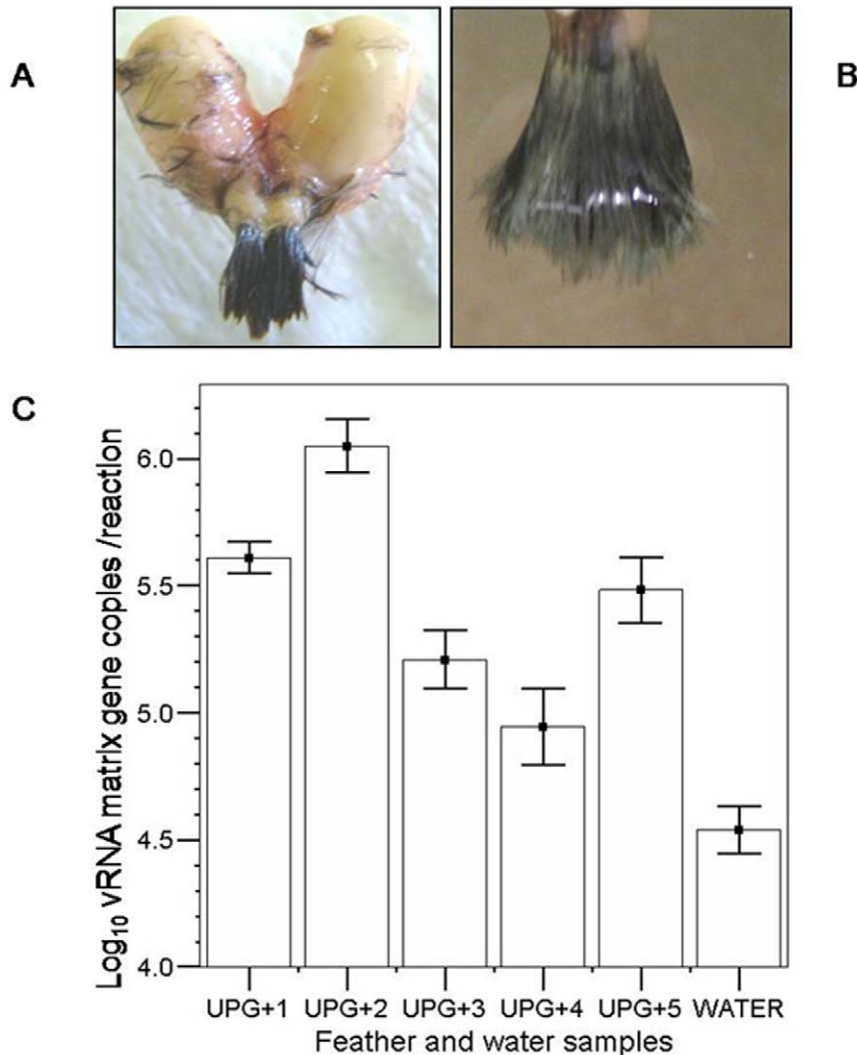 A
B
C
Log10 vRNA matrix gene coples /reaction
6.0
5.5
5.0
4.5
4.0
UPG+1 UPG+2 UPG+3 UPG+4 UPG+5 WATER
Feather and water samples